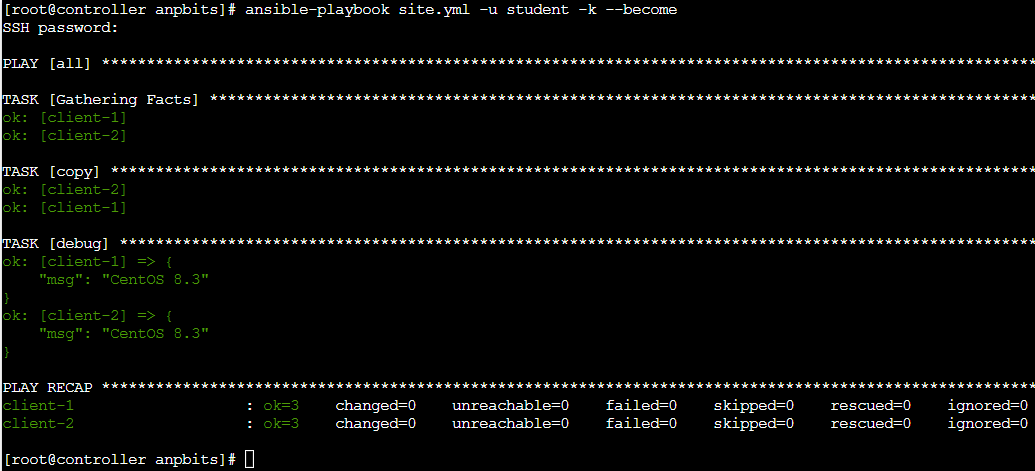 [root@controller anpbits]# ansible-playbook site.yml -u student -k --become
SSH password:
PLAY [all] *********************************************************************************************************
TASK [Gathering Facts] ********************************************************************************************
ok: [client-1]
ok: [client-2]
TASK [copy] *******************************************************************************************************
ok: [client-2]
ok: [client-1]
TASK [debug] ******************************************************************************************************
ok: [client-1] => {
    "msg": "CentOS 8.3"
}
ok: [client-2] => {
    "msg": "CentOS 8.3"
}
PLAY RECAP ********************************************************************************************************
client-1                   : ok=3    changed=0    unreachable=0    failed=0    skipped=0    rescued=0    ignored=0
client-2                   : ok=3    changed=0    unreachable=0    failed=0    skipped=0    rescued=0    ignored=0
[root@controller anpbits]#